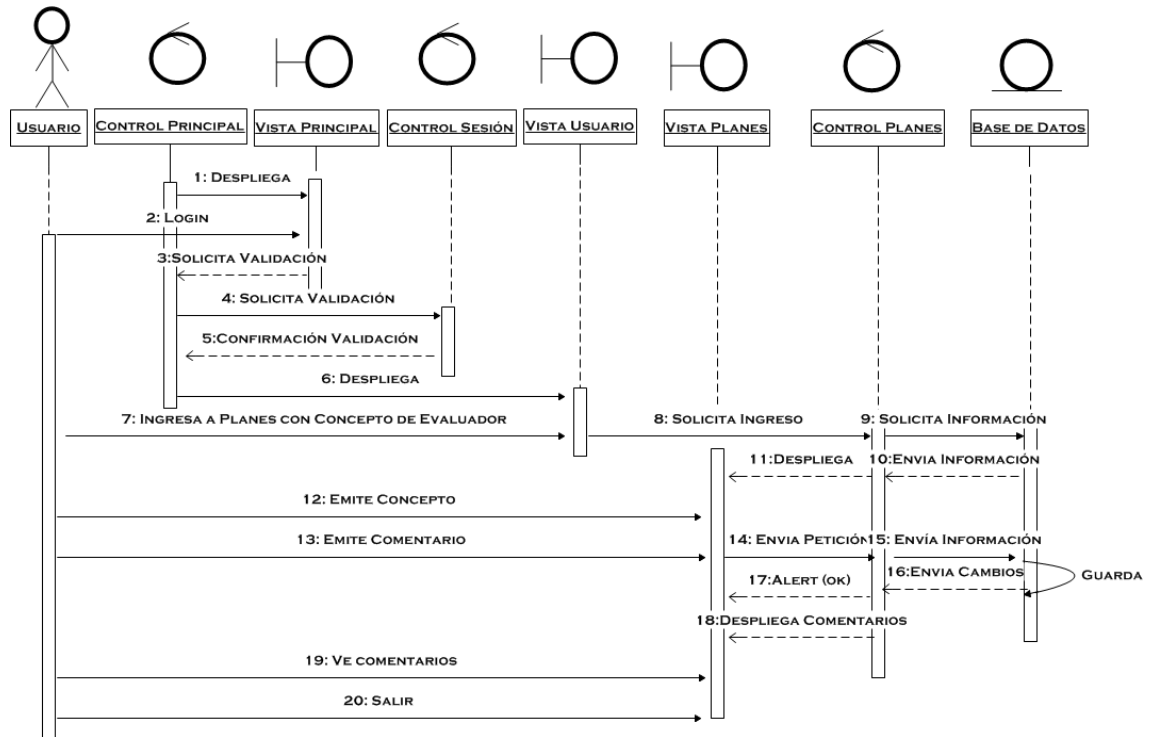 Usuario
Control Principal
Vista Principal
Control Sesión
Vista Usuario
Vista Planes
Control Planes
Base de Datos
1: Despliega
2: Login
3:Solicita Validación
4: Solicita Validación
5:Confirmación Validación
6: Despliega
7: Ingresa a Planes con Concepto de Evaluador
8: Solicita Ingreso
9: Solicita Información
11:Despliega
10:Envia Información
12: Emite Concepto
13: Emite Comentario
14: Envia Petición
15: Envía Información
16:Envia Cambios
Guarda
17:Alert (ok)
18:Despliega Comentarios
19: Ve comentarios
20: Salir